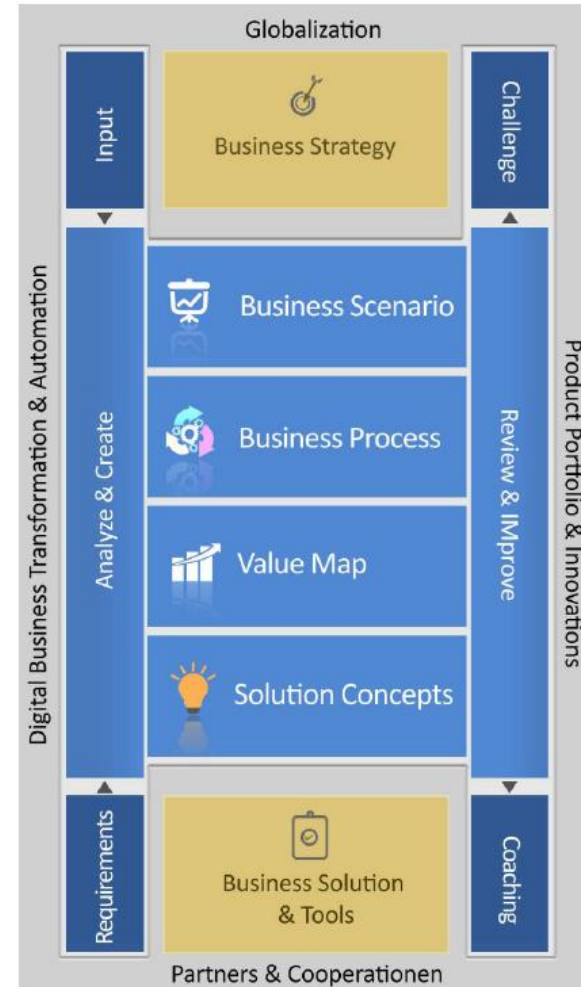 Globalization
Input
Business Strategy
Challenge
Digital Business Transformation & Automation
Analyze & Create
Business Scenario
Business Process
Value Map
Solution Concepts
Review & IMprove
Product Portfolio & Innovations
Requirements
Business Solution
& Tools
Coaching
Partners & Cooperationen